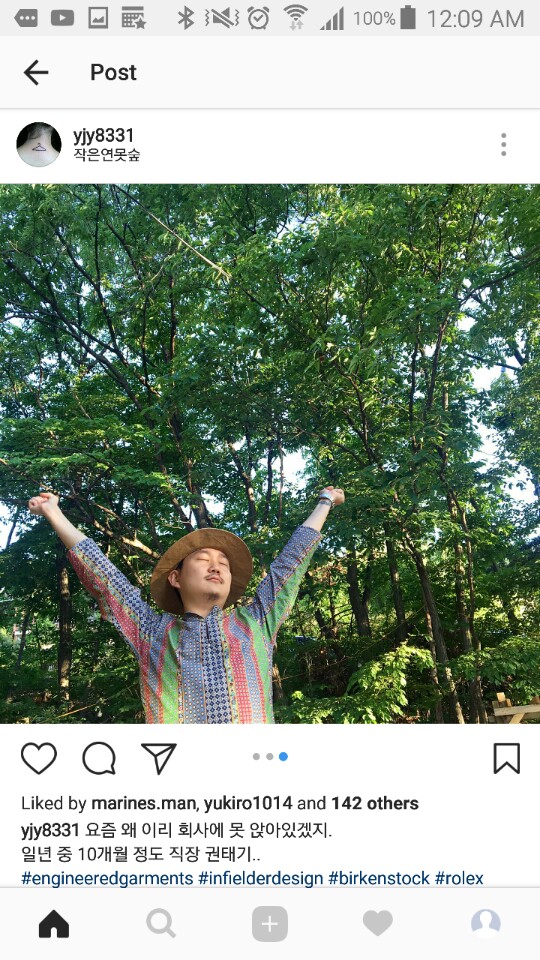 100% 12:09 AM
Post
yjy8331
작은연못숲
Liked by marines.man, yukiro1014 and 142 others
yjy8331 요즘 왜 이리 회사에 못 앉아있겠지.
일년 중 10개월 정도 직장 권태기..
#engineeredgarments #infielderdesign #birkenstock #rolex